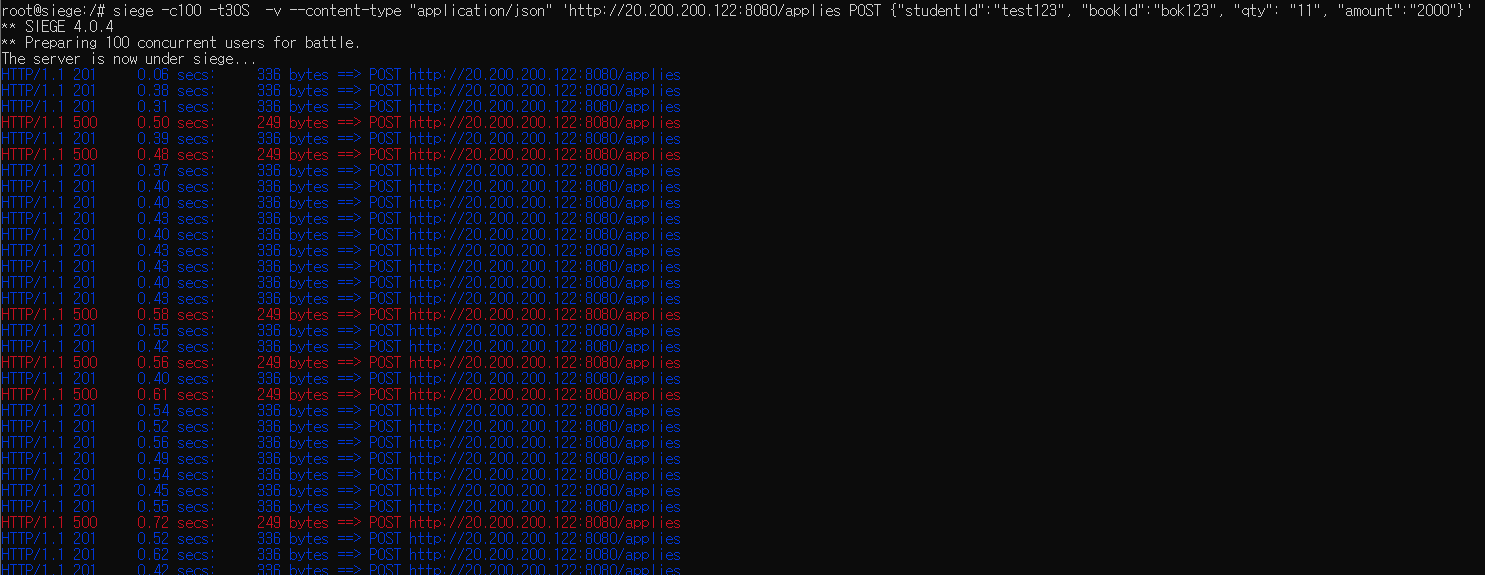 root@siege:/# siege -c100 -t30S  -v --content-type "application/json" 'http://20.200.200.122:8080/applies POST {"studentId":"test123", "bookId":"bok123", "qty": "11", "amount":"2000"}'
** SIEGE 4.0.4
** Preparing 100 concurrent users for battle.
The server is now under siege...
HTTP/1.1 201     0.06 secs:     336 bytes ==> POST http://20.200.200.122:8080/applies
HTTP/1.1 201     0.38 secs:     336 bytes ==> POST http://20.200.200.122:8080/applies
HTTP/1.1 201     0.31 secs:     336 bytes ==> POST http://20.200.200.122:8080/applies
HTTP/1.1 500     0.50 secs:     249 bytes ==> POST http://20.200.200.122:8080/applies
HTTP/1.1 201     0.39 secs:     336 bytes ==> POST http://20.200.200.122:8080/applies
HTTP/1.1 500     0.48 secs:     249 bytes ==> POST http://20.200.200.122:8080/applies
HTTP/1.1 201     0.37 secs:     336 bytes ==> POST http://20.200.200.122:8080/applies
HTTP/1.1 201     0.40 secs:     336 bytes ==> POST http://20.200.200.122:8080/applies
HTTP/1.1 201     0.40 secs:     336 bytes ==> POST http://20.200.200.122:8080/applies
HTTP/1.1 201     0.43 secs:     336 bytes ==> POST http://20.200.200.122:8080/applies
HTTP/1.1 201     0.40 secs:     336 bytes ==> POST http://20.200.200.122:8080/applies
HTTP/1.1 201     0.43 secs:     336 bytes ==> POST http://20.200.200.122:8080/applies
HTTP/1.1 201     0.43 secs:     336 bytes ==> POST http://20.200.200.122:8080/applies
HTTP/1.1 201     0.40 secs:     336 bytes ==> POST http://20.200.200.122:8080/applies
HTTP/1.1 201     0.43 secs:     336 bytes ==> POST http://20.200.200.122:8080/applies
HTTP/1.1 500     0.58 secs:     249 bytes ==> POST http://20.200.200.122:8080/applies
HTTP/1.1 201     0.55 secs:     336 bytes ==> POST http://20.200.200.122:8080/applies
HTTP/1.1 201     0.42 secs:     336 bytes ==> POST http://20.200.200.122:8080/applies
HTTP/1.1 500     0.56 secs:     249 bytes ==> POST http://20.200.200.122:8080/applies
HTTP/1.1 201     0.40 secs:     336 bytes ==> POST http://20.200.200.122:8080/applies
HTTP/1.1 500     0.61 secs:     249 bytes ==> POST http://20.200.200.122:8080/applies
HTTP/1.1 201     0.54 secs:     336 bytes ==> POST http://20.200.200.122:8080/applies
HTTP/1.1 201     0.52 secs:     336 bytes ==> POST http://20.200.200.122:8080/applies
HTTP/1.1 201     0.56 secs:     336 bytes ==> POST http://20.200.200.122:8080/applies
HTTP/1.1 201     0.49 secs:     336 bytes ==> POST http://20.200.200.122:8080/applies
HTTP/1.1 201     0.54 secs:     336 bytes ==> POST http://20.200.200.122:8080/applies
HTTP/1.1 201     0.45 secs:     336 bytes ==> POST http://20.200.200.122:8080/applies
HTTP/1.1 201     0.55 secs:     336 bytes ==> POST http://20.200.200.122:8080/applies
HTTP/1.1 500     0.72 secs:     249 bytes ==> POST http://20.200.200.122:8080/applies
HTTP/1.1 201     0.52 secs:     336 bytes ==> POST http://20.200.200.122:8080/applies
HTTP/1.1 201     0.62 secs:     336 bytes ==> POST http://20.200.200.122:8080/applies
HTTP/1.1 201     0.42 secs:     336 bytes ==> POST http://20.200.200.122:8080/applies